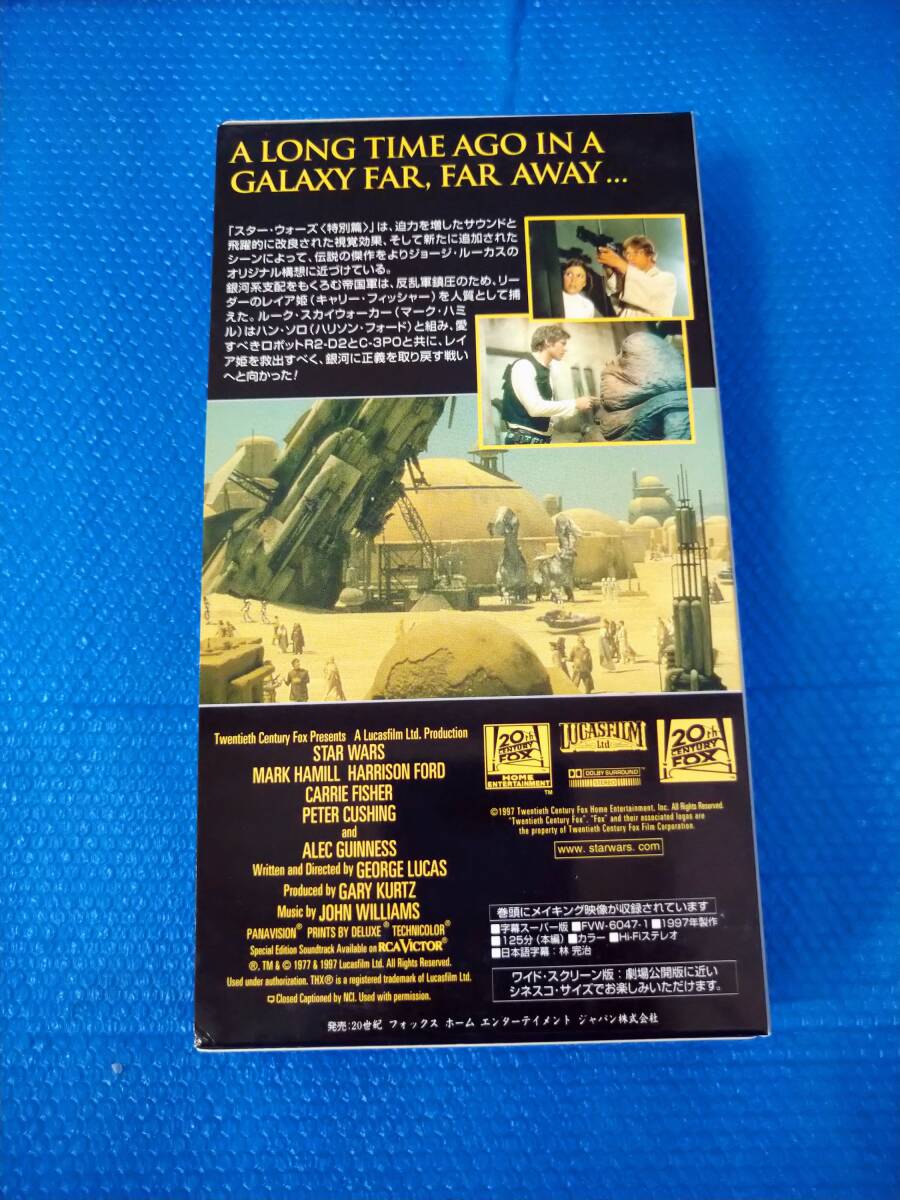 A LONG TIME AGO IN A
GALAXY FAR, FAR AWAY...
「スター・ウォーズ〈特別篇〉」は、迫力を増したサウンドと
飛躍的に改良された視覚効果、そして新たに追加された
シーンによって、伝説の傑作をよりジョージ・ルーカスの
オリジナル構想に近づけている。
銀河系支配をもくろむ帝国軍は、反乱軍鎮圧のため、リー
ダーのレイア姫(キャリー・フィッシャー)を人質として捕
えた。ルーク・スカイウォーカー(マーク・ハミ
ル)はハン・ソロ(ハリソン・フォード)と組み、愛
すべきロボットR2-D2とC-3POと共に、レイ
ア姫を救出すべく、銀河に正義を取り戻す戦い
へと向かった!
Twentieth Century Fox Presents A Lucasfilm Ltd. Production
STAR WARS
MARK HAMILL HARRISON FORD
CARRIE FISHER
PETER CUSHING
and
ALEC GUINNESS
Written and Directed by GEORGE LUCAS
Produced by GARY KURTZ
Music by JOHN WILLIAMS
PANAVISION® PRINTS BY DELUXE® TECHNICOLOR®
Special Edition Soundtrack Available on RCA VICTOR®
®, TM & © 1977 & 1997 Lucasfilm Ltd. All Rights Reserved.
Used under authorization. THX® is a registered trademark of Lucasfilm Ltd.
Closed Captioned by NCI. Used with permission.
20th CENTURY FOX
HOME ENTERTAINMENT
TM
LUCASFILM
Ltd
DOLBY SURROUND
20th CENTURY FOX
©1997 Twentieth Century Fox Home Entertainment, Inc. All Rights Reserved.
"Twentieth Century Fox", "Fox" and their associated logos are
the property of Twentieth Century Fox Film Corporation.
www. starwars. com
巻頭にメイキング映像が収録されています
■字幕スーパー版 ■FVW-6047-1 ■1997年製作
■125分(本編) ■カラー ■Hi-Fiステレオ
■日本語字幕:林 完治
ワイド・スクリーン版:劇場公開版に近い
シネスコ・サイズでお楽しみいただけます。
発売:20世紀 フォックス ホーム エンターテイメント ジャパン株式会社